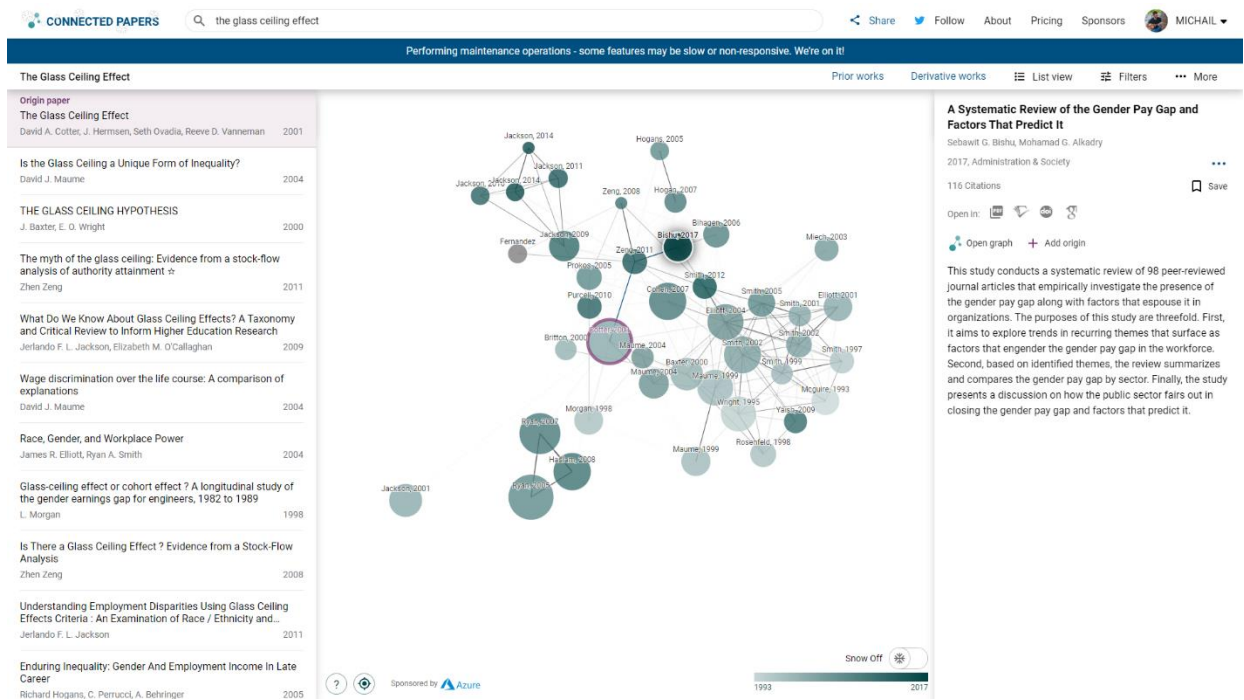 CONNECTED PAPERS
the glass ceiling effect
Share
Follow
About
Pricing
Sponsors
MICHAIL
Performing maintenance operations - some features may be slow or non-responsive. We're on it!
The Glass Ceiling Effect
Prior works
Derivative works
List view
Filters
More
Origin paper
The Glass Ceiling Effect
David A. Cotter, J. Hermsen, Seth Ovadia, Reeve D. Vanneman 2001
Is the Glass Ceiling a Unique Form of Inequality?
David J. Maume 2004
THE GLASS CEILING HYPOTHESIS
J. Baxter, E. O. Wright 2000
The myth of the glass ceiling: Evidence from a stock-flow
analysis of authority attainment ☆
Zhen Zeng 2011
What Do We Know About Glass Ceiling Effects? A Taxonomy
and Critical Review to Inform Higher Education Research
Jerlando F. L. Jackson, Elizabeth M. O'Callaghan 2009
Wage discrimination over the life course: A comparison of
explanations
David J. Maume 2004
Race, Gender, and Workplace Power
James R. Elliott, Ryan A. Smith 2004
Glass-ceiling effect or cohort effect ? A longitudinal study of
the gender earnings gap for engineers, 1982 to 1989
L. Morgan 1998
Is There a Glass Ceiling Effect ? Evidence from a Stock-Flow
Analysis
Zhen Zeng 2008
Understanding Employment Disparities Using Glass Ceiling
Effects Criteria : An Examination of Race / Ethnicity and...
Jerlando F. L. Jackson 2011
Enduring Inequality: Gender And Employment Income In Late
Career
Richard Hogans, C. Perrucci, A. Behringer 2005
Jackson, 2014
Hogans, 2005
Jackson, 2011
Jackson, 2014
Zeng, 2008
Hogan, 2007
Bihagen, 2006
Jackson, 2009
Fernandez
Bishu, 2017
Miech, 2003
Zeng, 2011
Prokos, 2005
Smith, 2012
Purcell, 2010
Cohen, 2007
Smith, 2005
Smith, 2001
Elliott, 2001
Elliott, 2004
Britton, 2000
Maume, 2004
Smith, 2002
Smith, 2002
Smith, 1997
Baxter, 2000
Smith, 1999
Maume, 2004
Maume, 1999
Mcguire, 1993
Wright, 1995
Morgan, 1998
Yaish, 2009
Rosenfeld, 1998
Maume, 1999
Haslam, 2008
Jackson, 2001
Ryan, 2005
?
Sponsored by Azure
Snow Off
1993 2017
A Systematic Review of the Gender Pay Gap and
Factors That Predict It
Sebawit G. Bishu, Mohamad G. Alkadry
2017, Administration & Society
116 Citations
Save
Open in:
Open graph
Add origin
This study conducts a systematic review of 98 peer-reviewed
journal articles that empirically investigate the presence of
the gender pay gap along with factors that espouse it in
organizations. The purposes of this study are threefold. First,
it aims to explore trends in recurring themes that surface as
factors that engender the gender pay gap in the workforce.
Second, based on identified themes, the review summarizes
and compares the gender pay gap by sector. Finally, the study
presents a discussion on how the public sector fairs out in
closing the gender pay gap and factors that predict it.